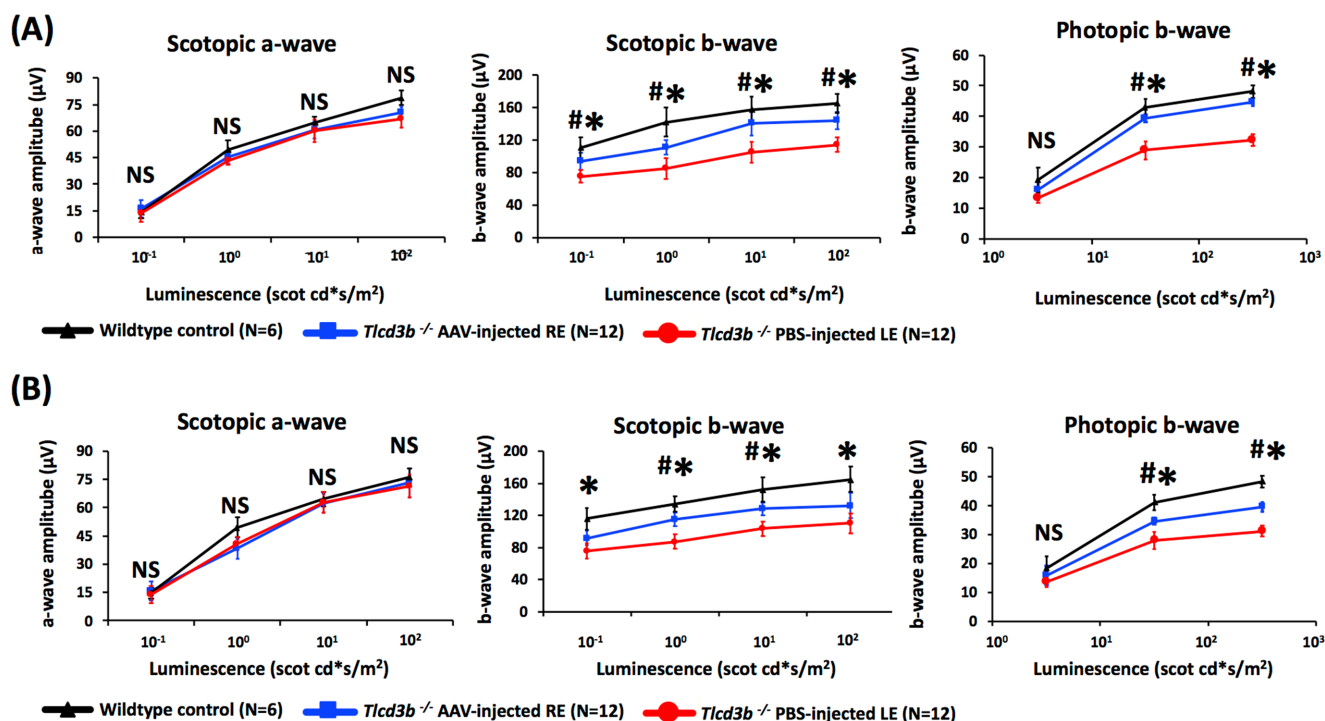 (A)
Scotopic a-wave
a-wave amplitube (µV)
90
75
60
45
30
15
0
NS
NS
NS
NS
10⁻¹
10⁰
10¹
10²
Luminescence (scot cd*s/m²)
Scotopic b-wave
b-wave amplitube (µV)
200
160
120
80
40
0
#*
#*
#*
#*
10⁻¹
10⁰
10¹
10²
Luminescence (scot cd*s/m²)
Photopic b-wave
b-wave amplitube (µV)
60
50
40
30
20
10
0
NS
#*
#*
10⁰
10¹
10²
10³
Luminescence (scot cd*s/m²)
Wildtype control (N=6)
Tlcd3b -/- AAV-injected RE (N=12)
Tlcd3b -/- PBS-injected LE (N=12)
(B)
Scotopic a-wave
a-wave amplitube (µV)
90
75
60
45
30
15
0
NS
NS
NS
NS
10⁻¹
10⁰
10¹
10²
Luminescence (scot cd*s/m²)
Scotopic b-wave
b-wave amplitube (µV)
200
160
120
80
40
0
*
#*
#*
*
10⁻¹
10⁰
10¹
10²
Luminescence (scot cd*s/m²)
Photopic b-wave
b-wave amplitube (µV)
60
50
40
30
20
10
0
NS
#*
#*
10⁰
10¹
10²
10³
Luminescence (scot cd*s/m²)
Wildtype control (N=6)
Tlcd3b -/- AAV-injected RE (N=12)
Tlcd3b -/- PBS-injected LE (N=12)